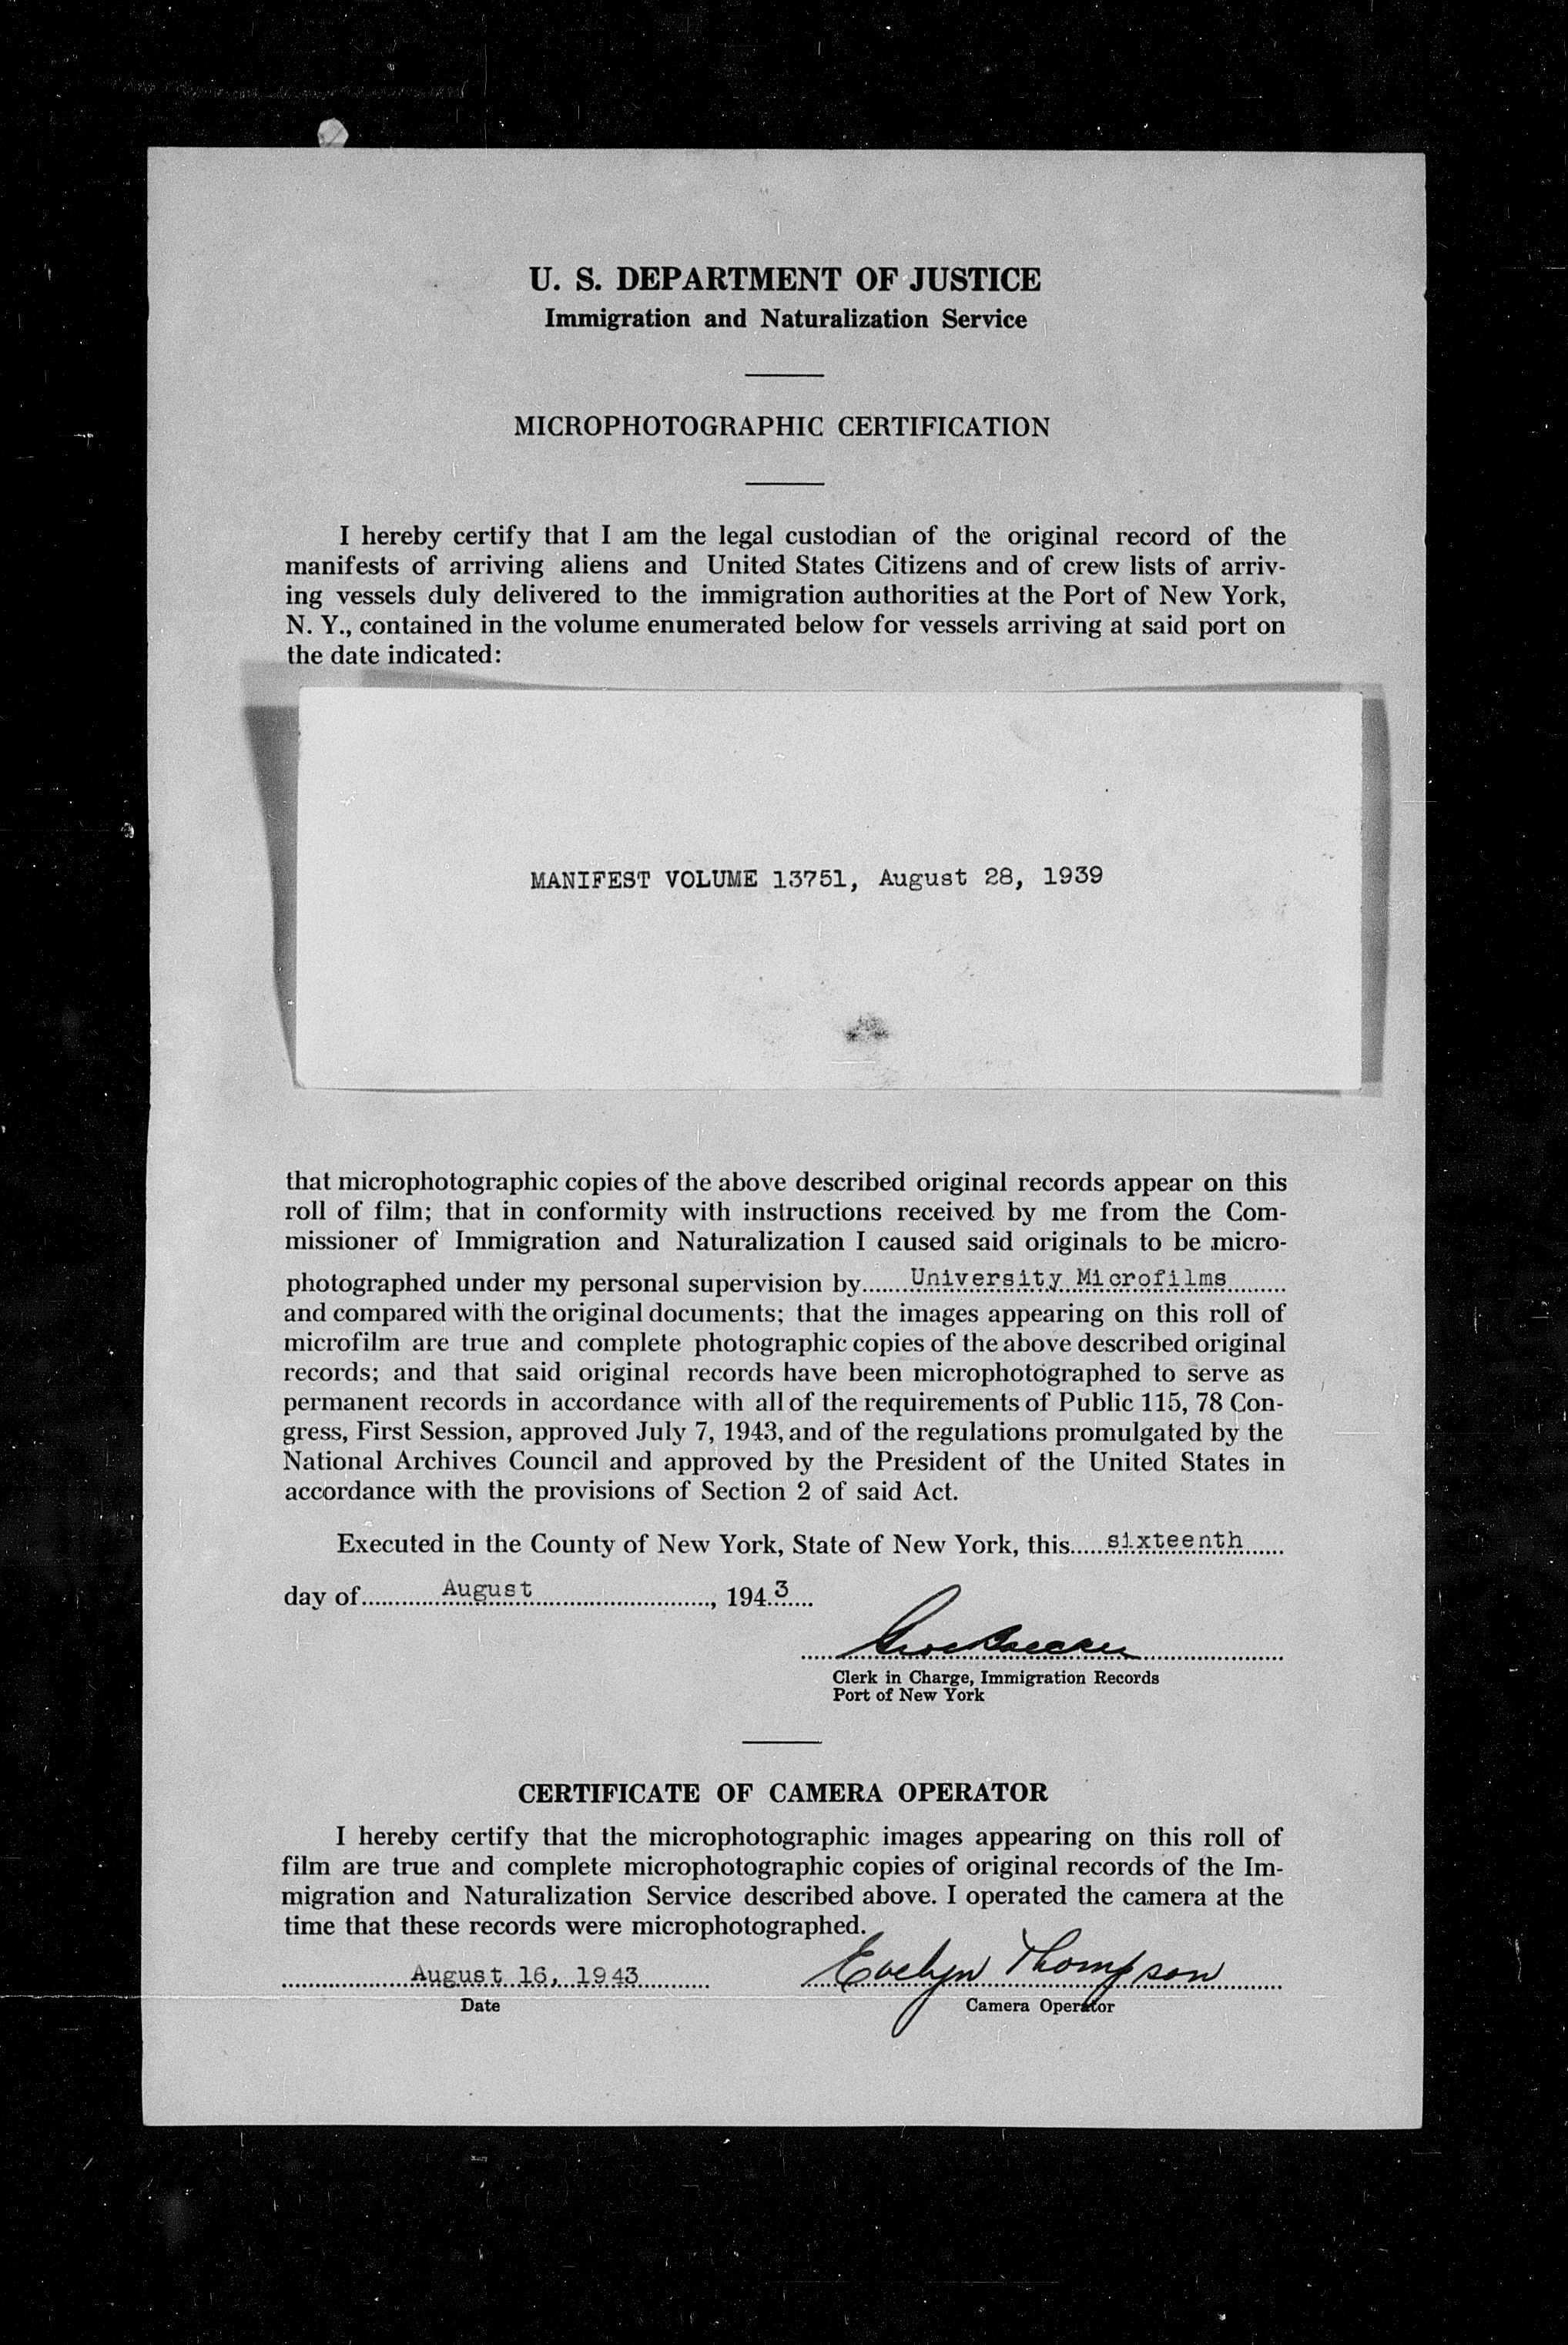 U. S. DEPARTMENT OF JUSTICE
Immigration and Naturalization Service
MICROPHOTOGRAPHIC CERTIFICATION
I hereby certify that I am the legal custodian of the original record of the
manifests of arriving aliens and United States Citizens and of crew lists of arriv-
ing vessels duly delivered to the immigration authorities at the Port of New York,
N. Y., contained in the volume enumerated below for vessels arriving at said port on
the date indicated:
MANIFEST VOLUME 13751, August 28, 1939
that microphotographic copies of the above described original records appear on this
roll of film; that in conformity with instructions received by me from the Com-
missioner of Immigration and Naturalization I caused said originals to be micro-
photographed under my personal supervision by University Microfilms
and compared with the original documents; that the images appearing on this roll of
microfilm are true and complete photographic copies of the above described original
records; and that said original records have been microphotographed to serve as
permanent records in accordance with all of the requirements of Public 115, 78 Con-
gress, First Session, approved July 7, 1943, and of the regulations promulgated by the
National Archives Council and approved by the President of the United States in
accordance with the provisions of Section 2 of said Act.
Executed in the County of New York, State of New York, this sixteenth
day of August, 1943
Clerk in Charge, Immigration Records
Port of New York
CERTIFICATE OF CAMERA OPERATOR
I hereby certify that the microphotographic images appearing on this roll of
film are true and complete microphotographic copies of original records of the Im-
migration and Naturalization Service described above. I operated the camera at the
time that these records were microphotographed.
August 16, 1943 Evelyn Thompson
Date Camera Operator